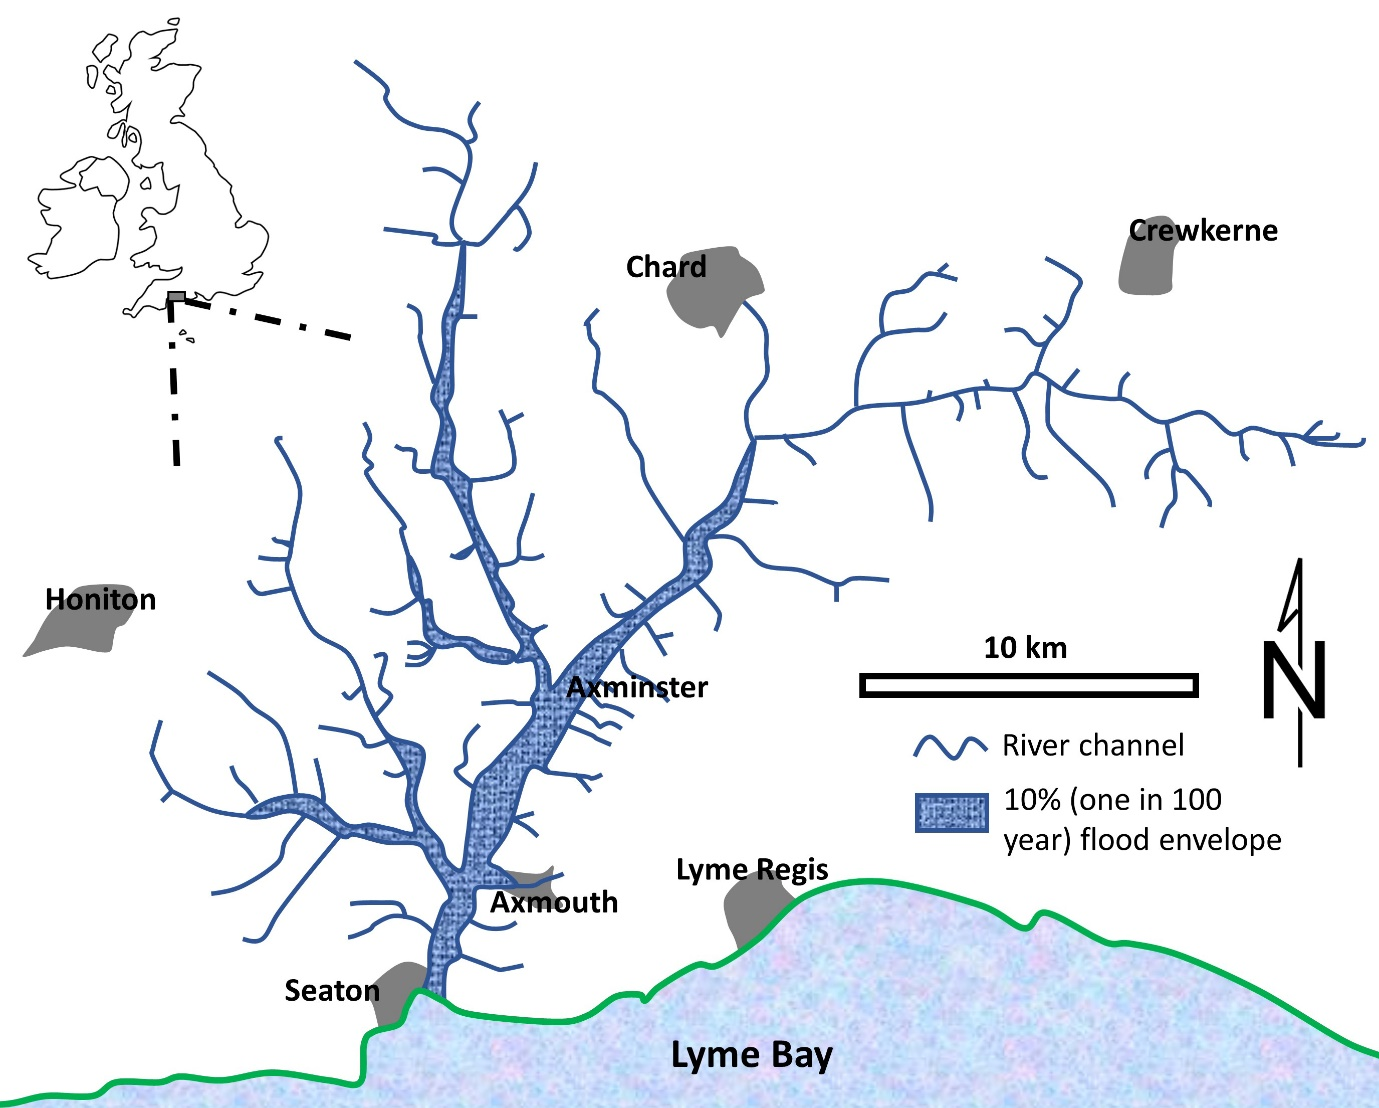 Crewkerne
Chard
Honiton
10 km
N
Axminster
River channel
10% (one in 100
year) flood envelope
Lyme Regis
Axmouth
Seaton
Lyme Bay